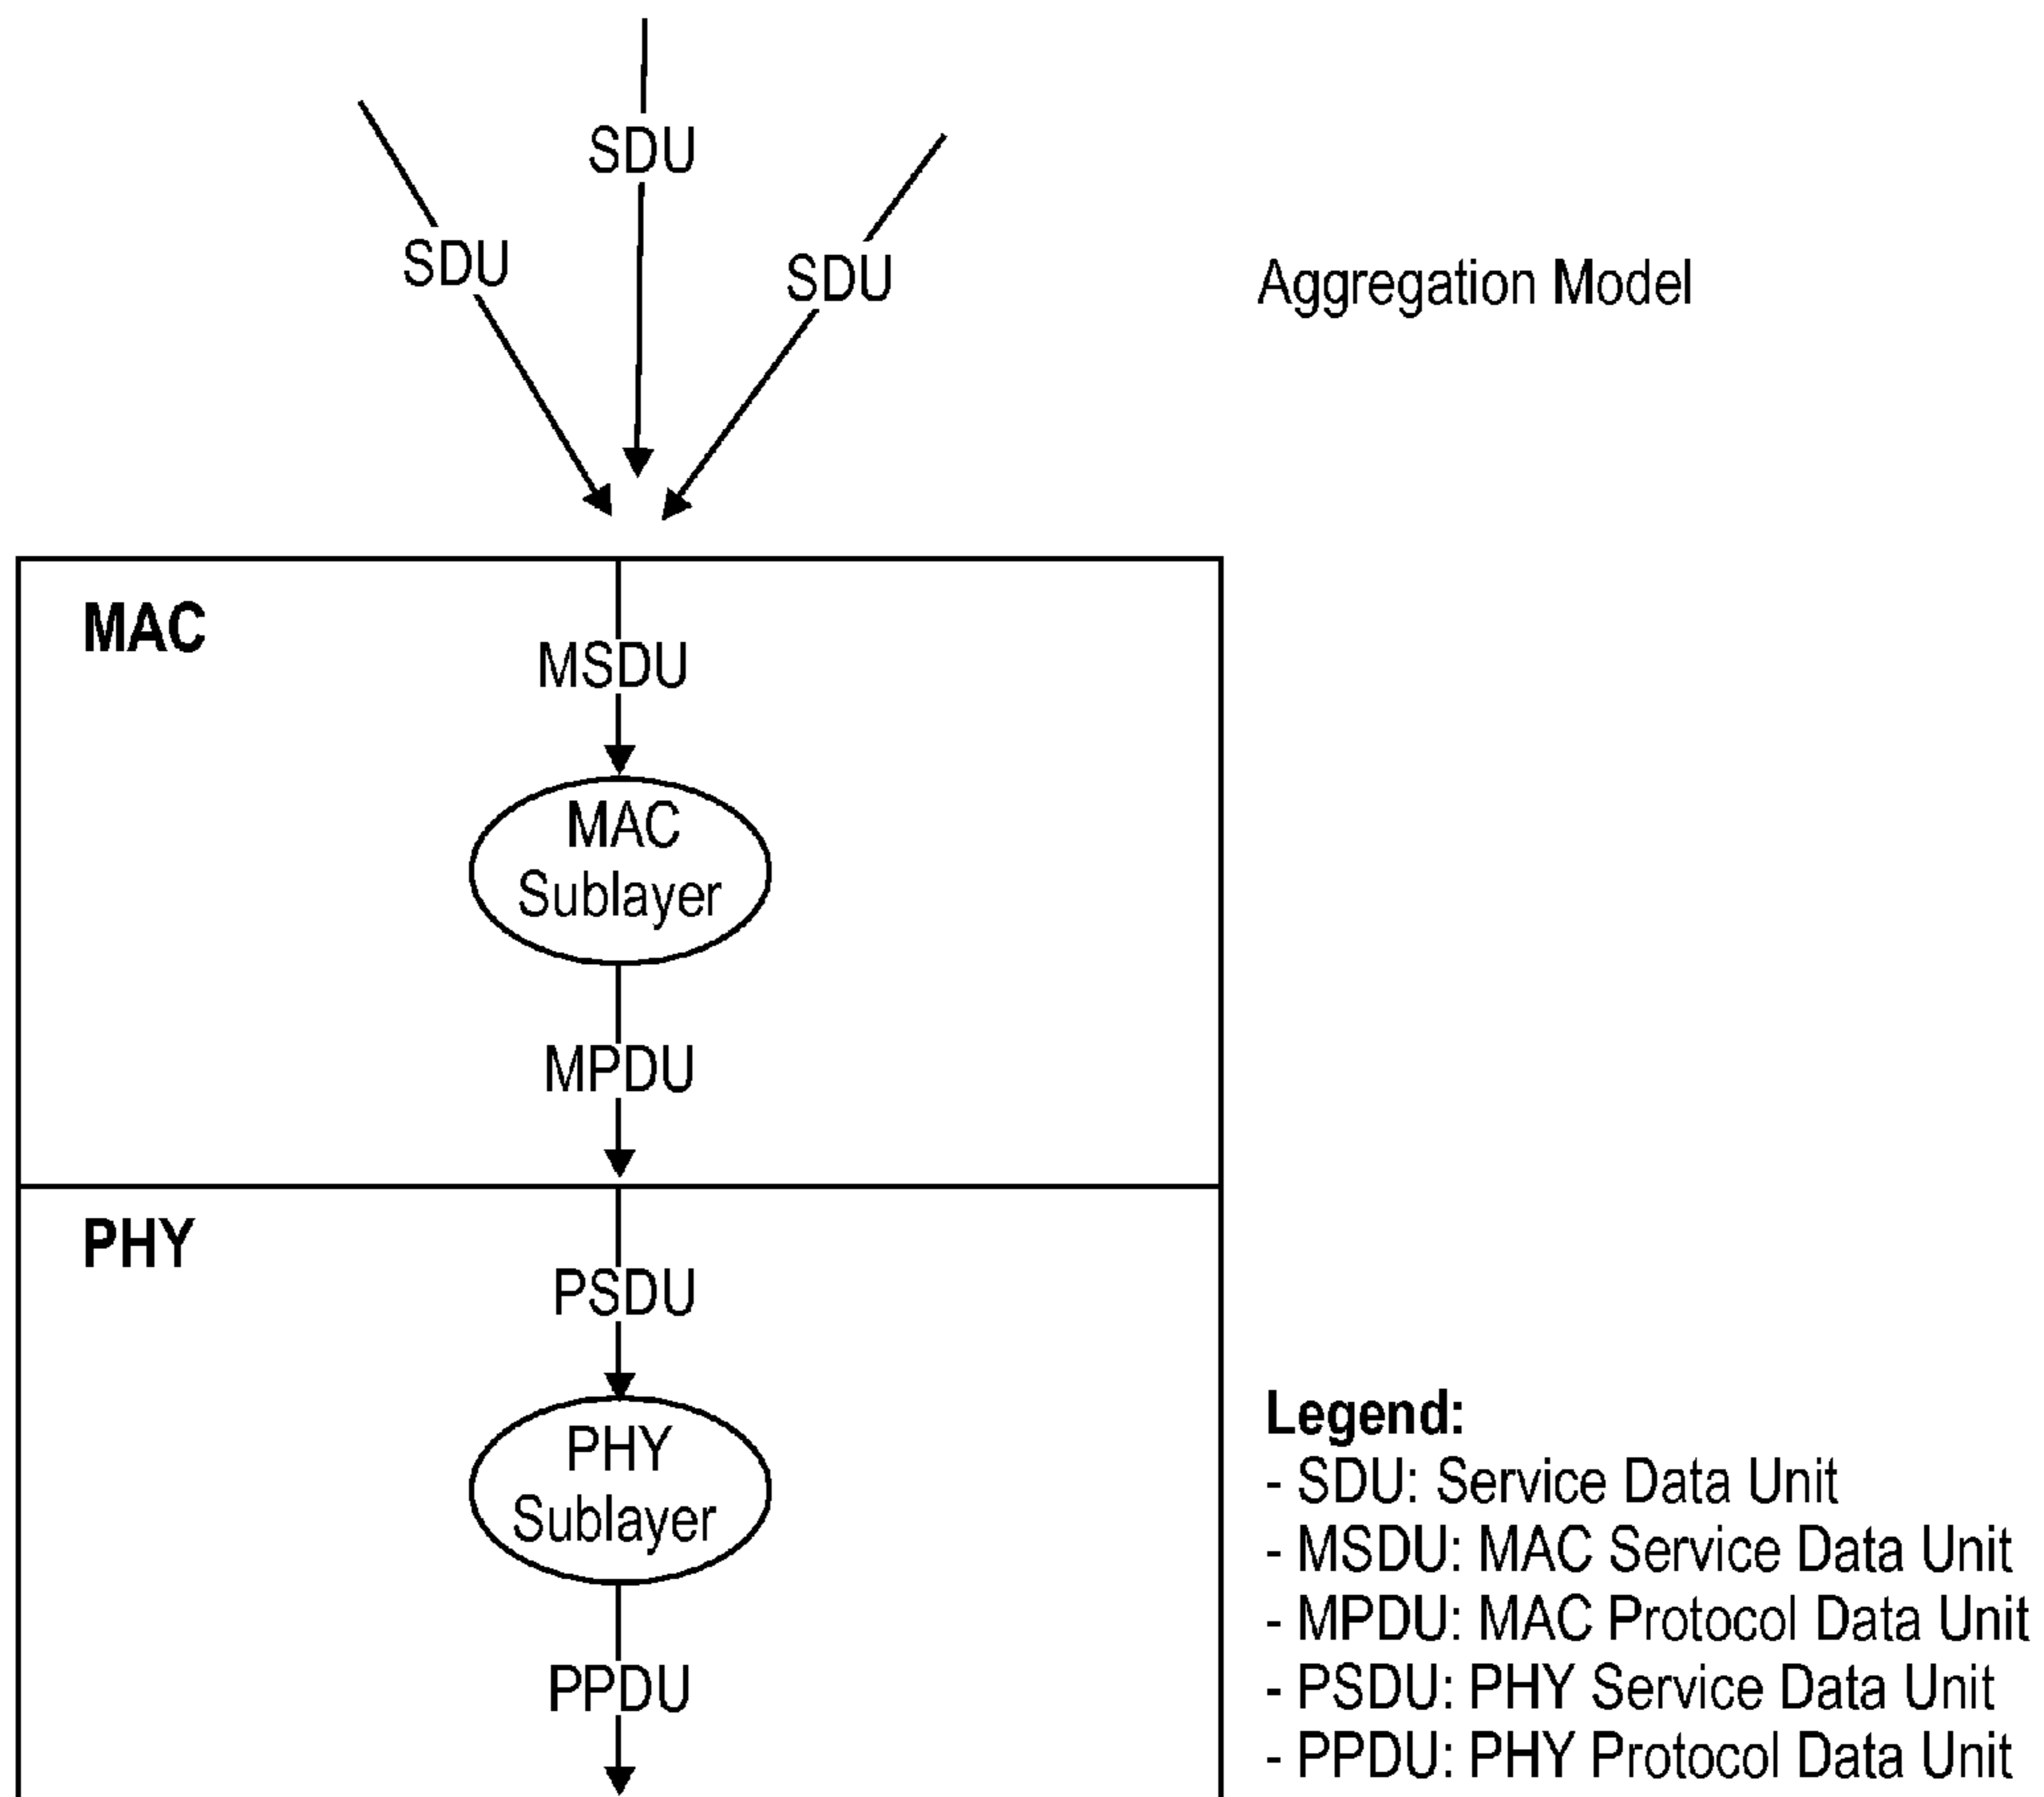 SDU
SDU
SDU
Aggregation Model
MAC
MSDU
MAC
Sublayer
MPDU
PHY
PSDU
PHY
Sublayer
PPDU
Legend:
- SDU: Service Data Unit
- MSDU: MAC Service Data Unit
- MPDU: MAC Protocol Data Unit
- PSDU: PHY Service Data Unit
- PPDU: PHY Protocol Data Unit